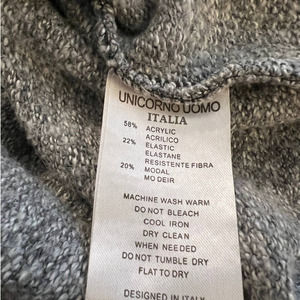 UNICORNO UOMO
ITALIA
58% ACRYLIC
ACRILICO
22% ELASTIC
ELASTANE
RESISTENTE FIBRA
20% MODAL
MO DEIR
MACHINE WASH WARM
DO NOT BLEACH
COOL IRON
DRY CLEAN
WHEN NEEDED
DO NOT TUMBLE DRY
FLAT TO DRY
DESIGNED IN ITALY